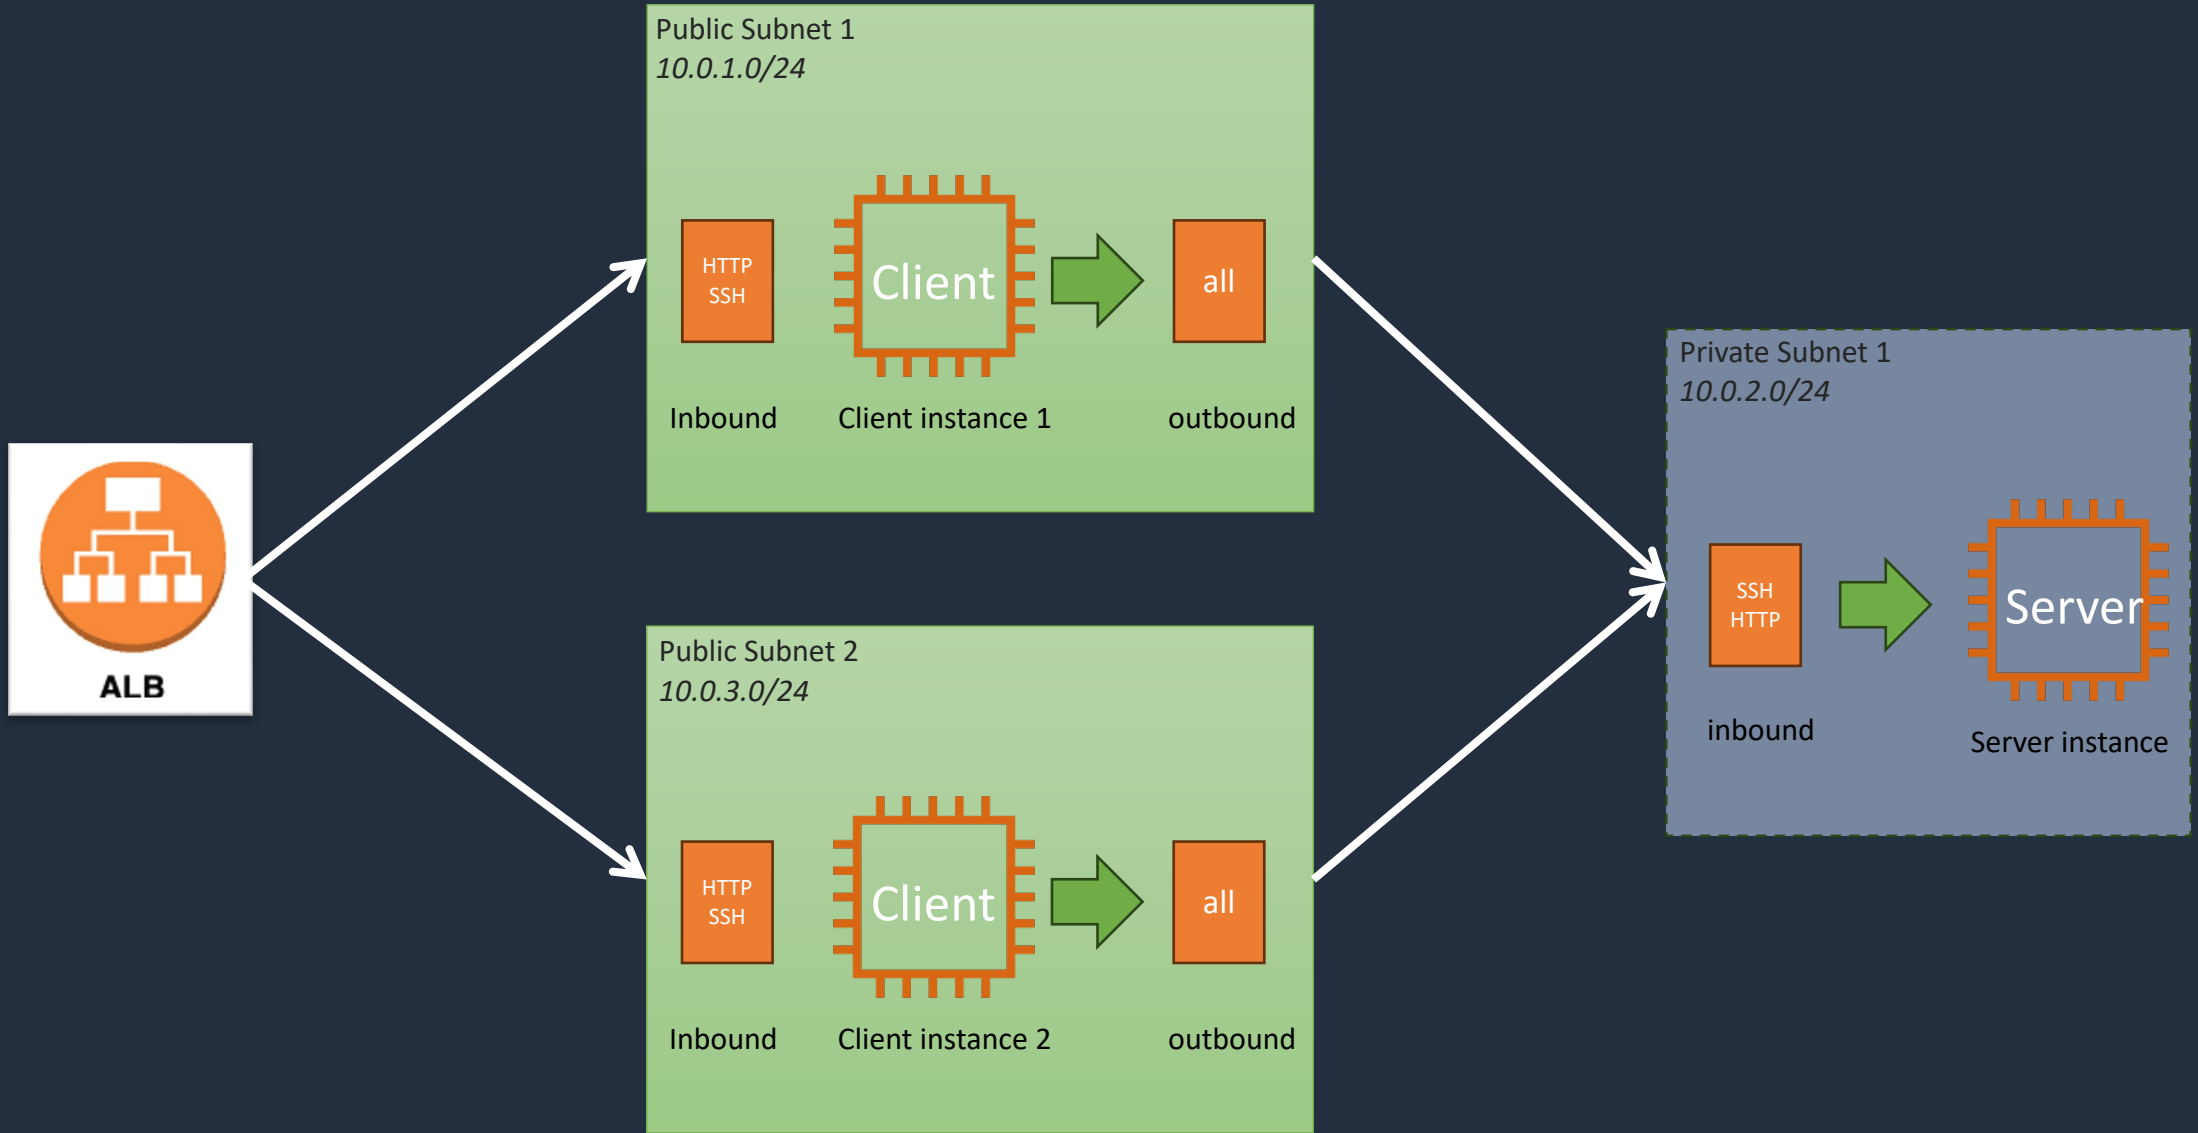 Public Subnet 1
10.0.1.0/24
HTTP
SSH
Client
all
Inbound
Client instance 1
outbound
ALB
Public Subnet 2
10.0.3.0/24
HTTP
SSH
Client
all
Inbound
Client instance 2
outbound
Private Subnet 1
10.0.2.0/24
SSH
HTTP
Server
inbound
Server instance